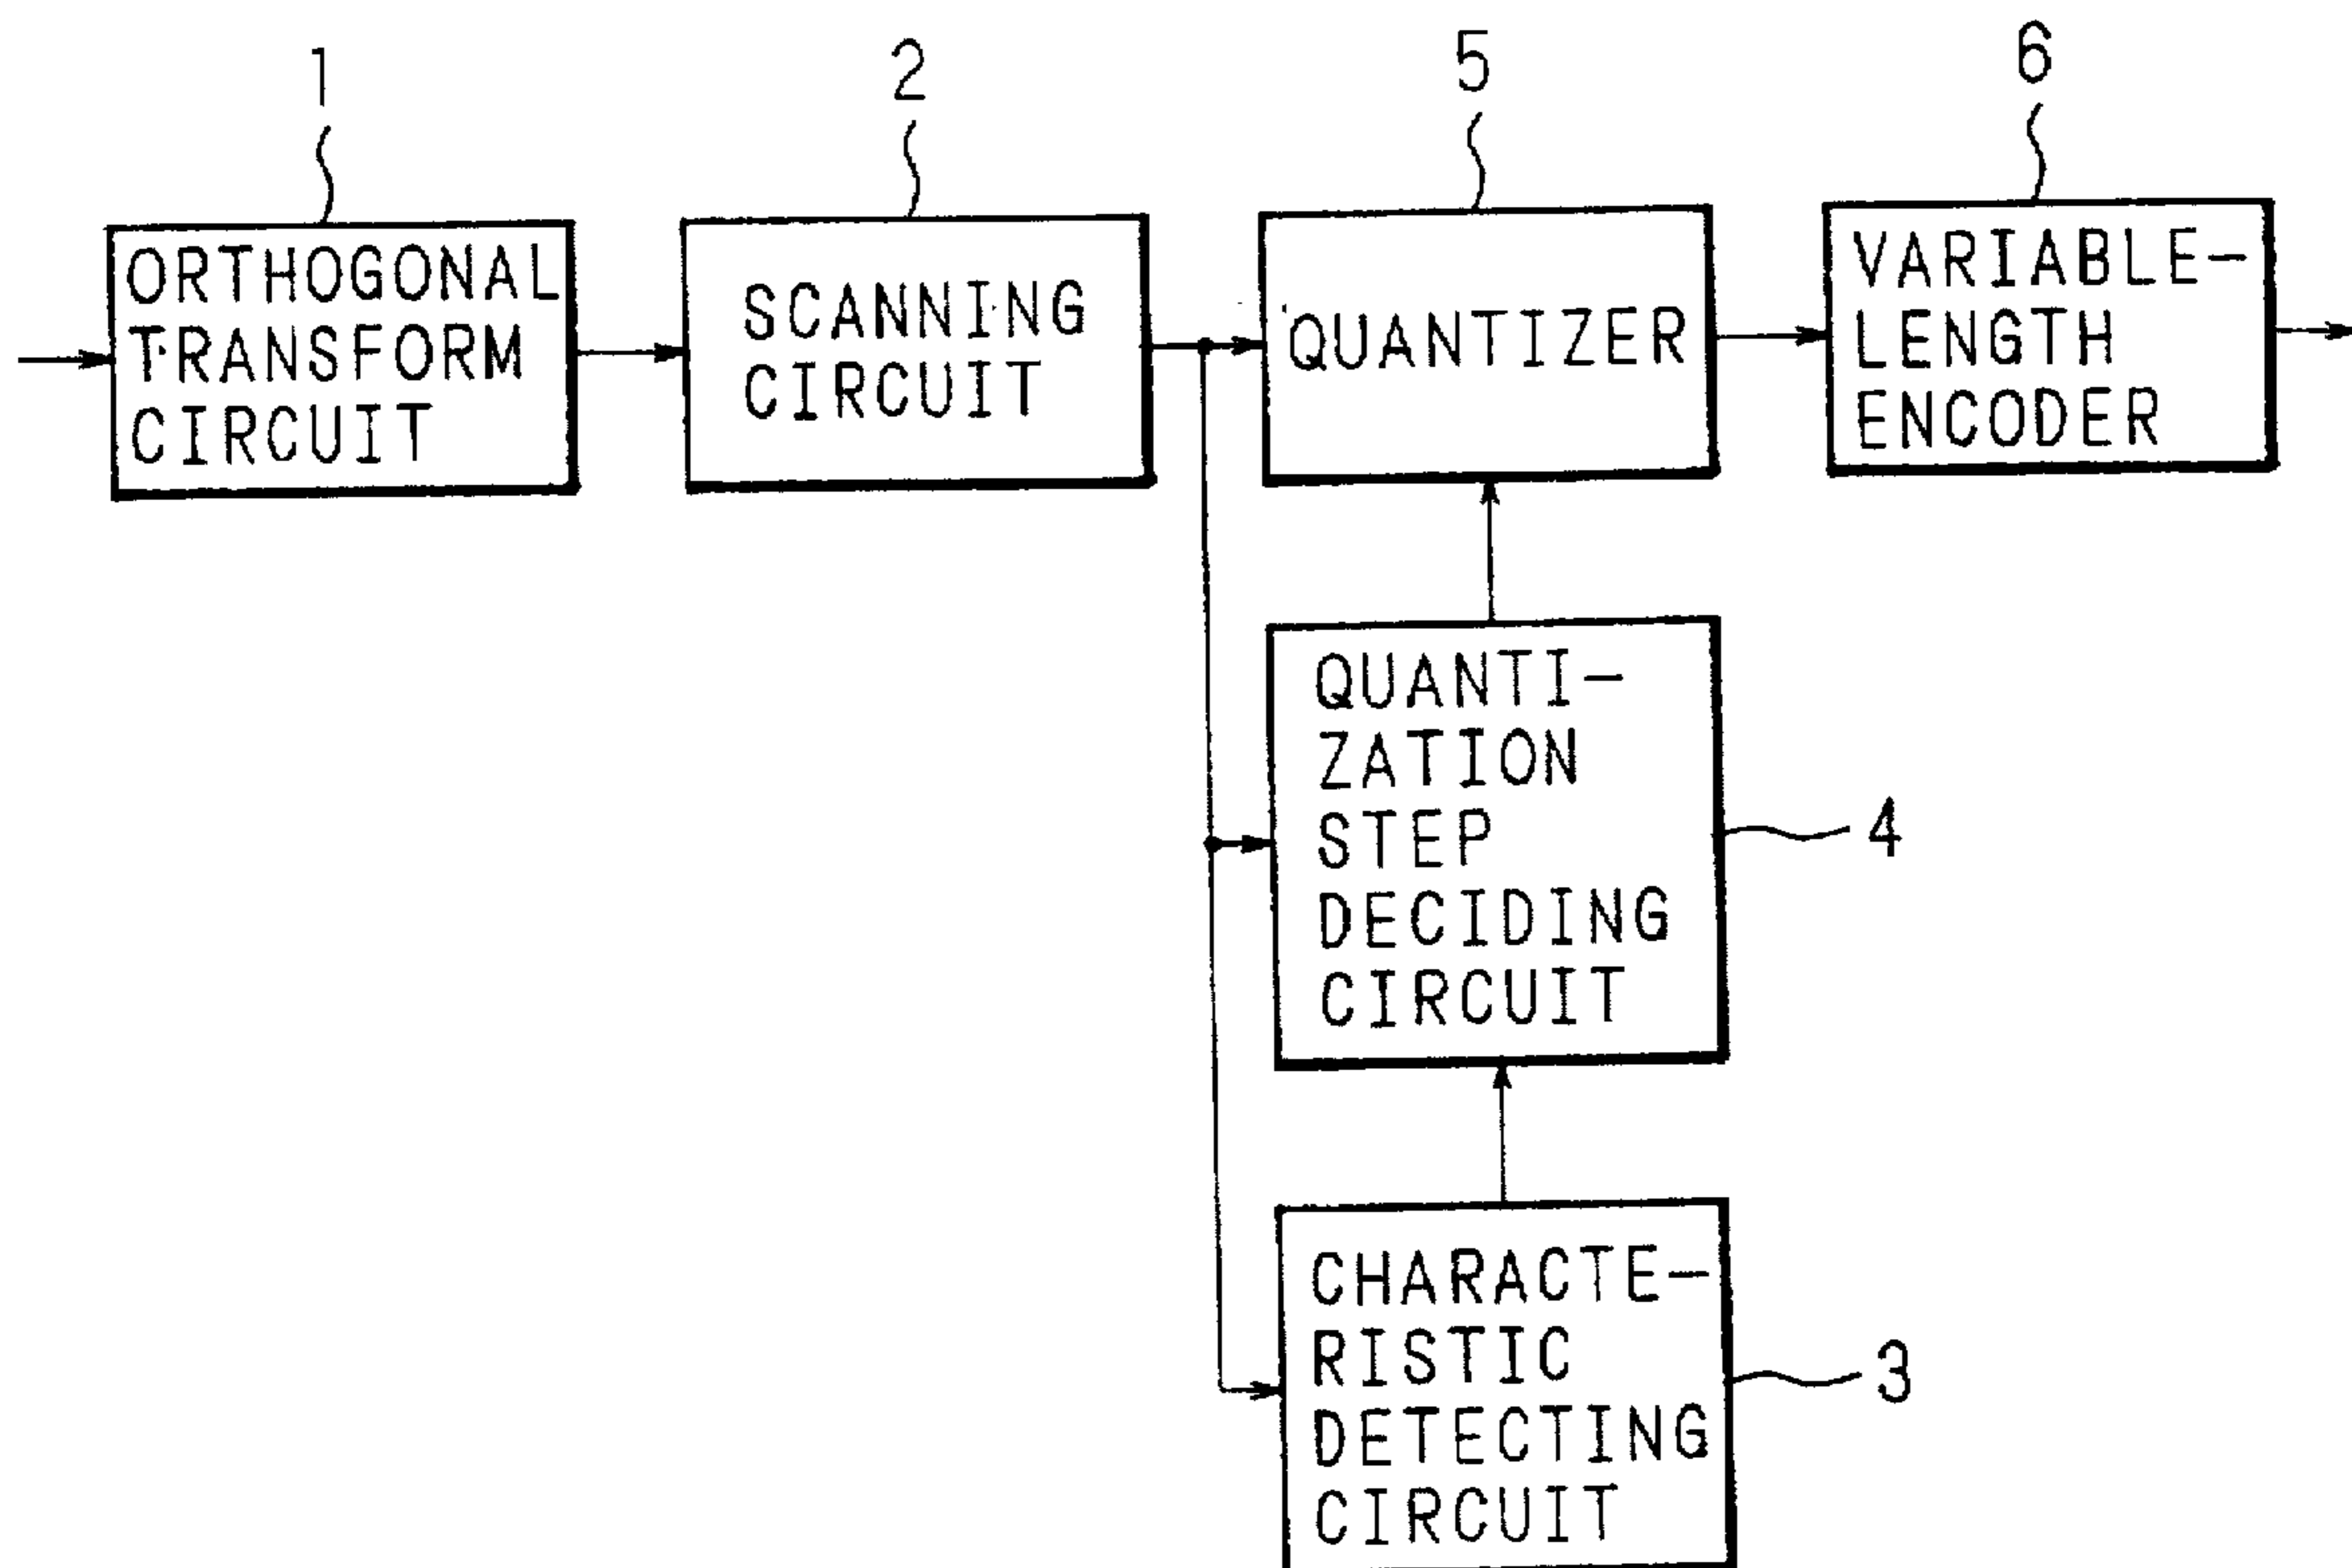 1
2
5
6
ORTHOGONAL
TRANSFORM
CIRCUIT
SCANNING
CIRCUIT
QUANTIZER
VARIABLE-
LENGTH
ENCODER
QUANTI-
ZATION
STEP
DECIDING
CIRCUIT
4
CHARACTE-
RISTIC
DETECTING
CIRCUIT
3